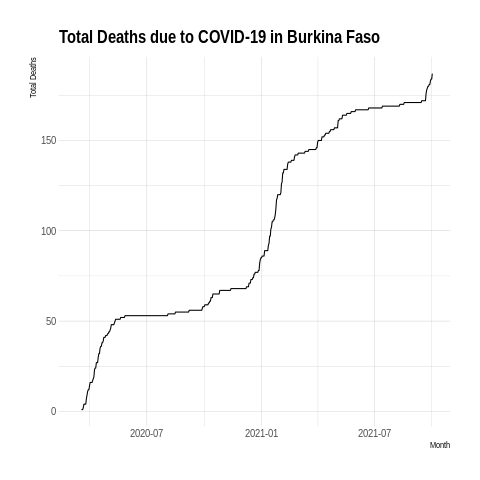 Total Deaths due to COVID-19 in Burkina Faso
Total Deaths
150
100
50
0
2020-07
2021-01
2021-07
Month